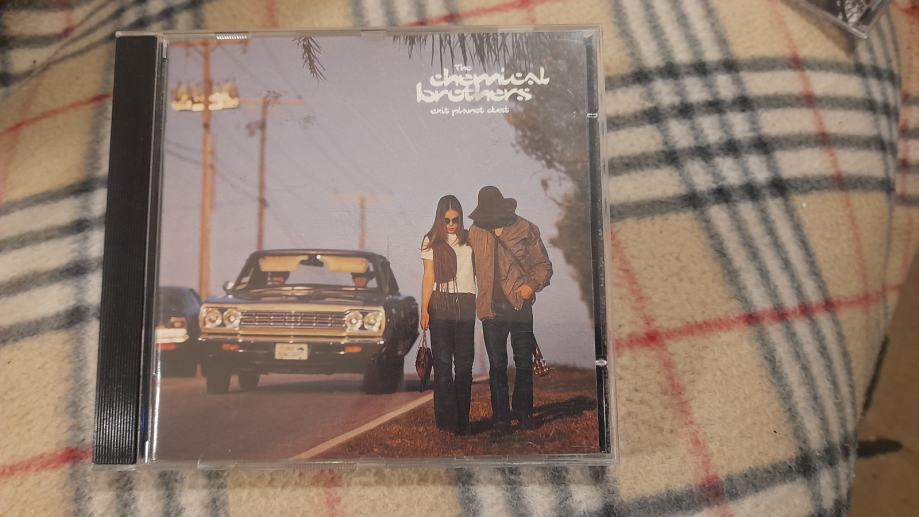 The
chemical
brothers
exit planet dust